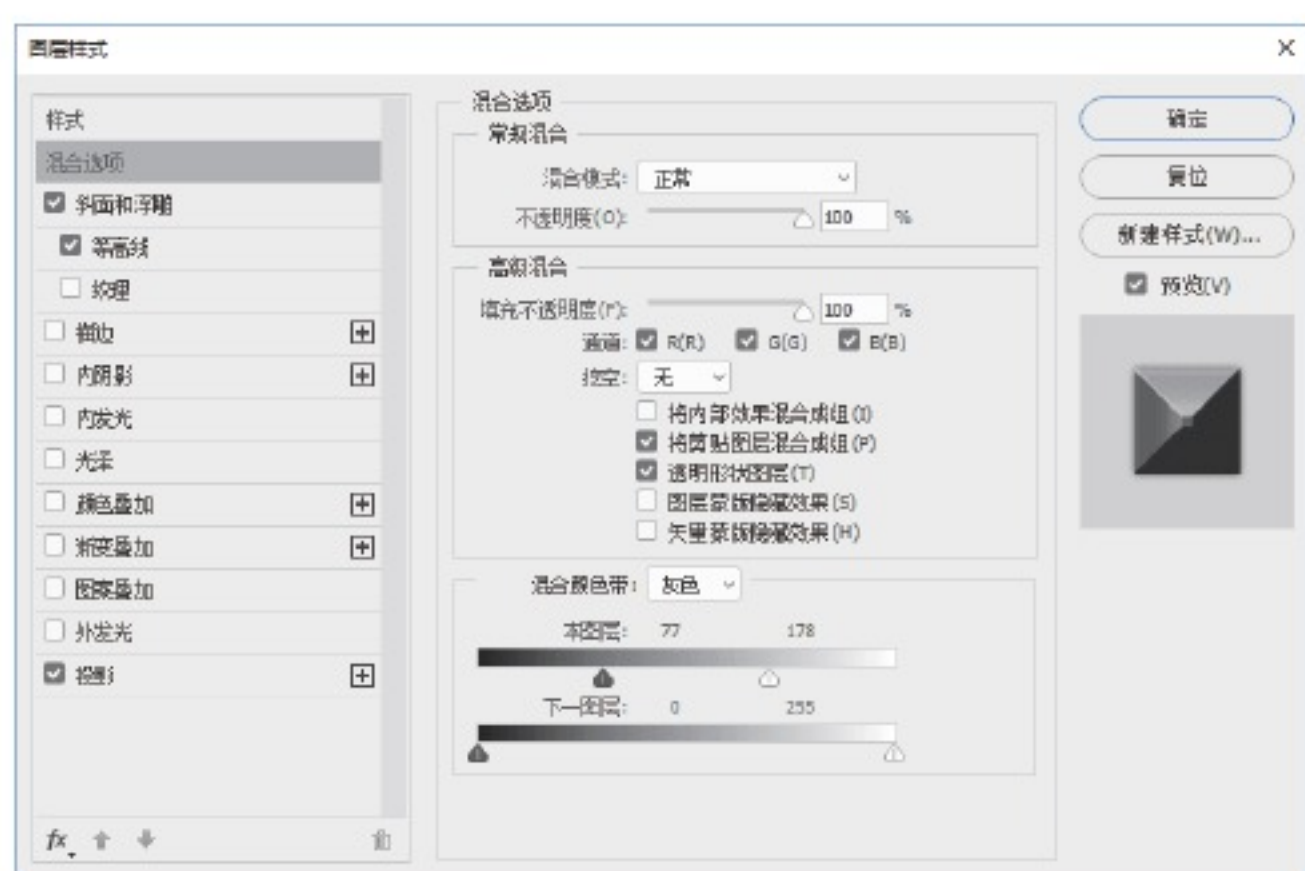 图层样式
样式
混合选项
斜面和浮雕
等高线
纹理
描边
内阴影
内发光
光泽
颜色叠加
渐变叠加
图案叠加
外发光
投影
fx
混合选项
常规混合
混合模式: 正常
不透明度(O): 100 %
高级混合
填充不透明度(F): 100 %
通道: R(R) G(G) B(B)
挖空: 无
将内部效果混合成组(I)
将剪贴图层混合成组(P)
透明形状图层(T)
图层蒙版隐藏效果(S)
矢量蒙版隐藏效果(H)
混合颜色带: 灰色
本图层: 77 178
下一图层: 0 255
确定
复位
新建样式(W)...
预览(V)